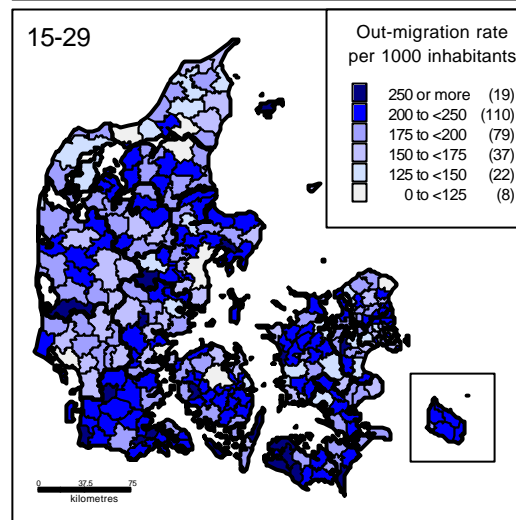 15-29
Out-migration rate
per 1000 inhabitants
250 or more (19)
200 to <250 (110)
175 to <200 (79)
150 to <175 (37)
125 to <150 (22)
0 to <125 (8)
0 37.5 75
kilometres